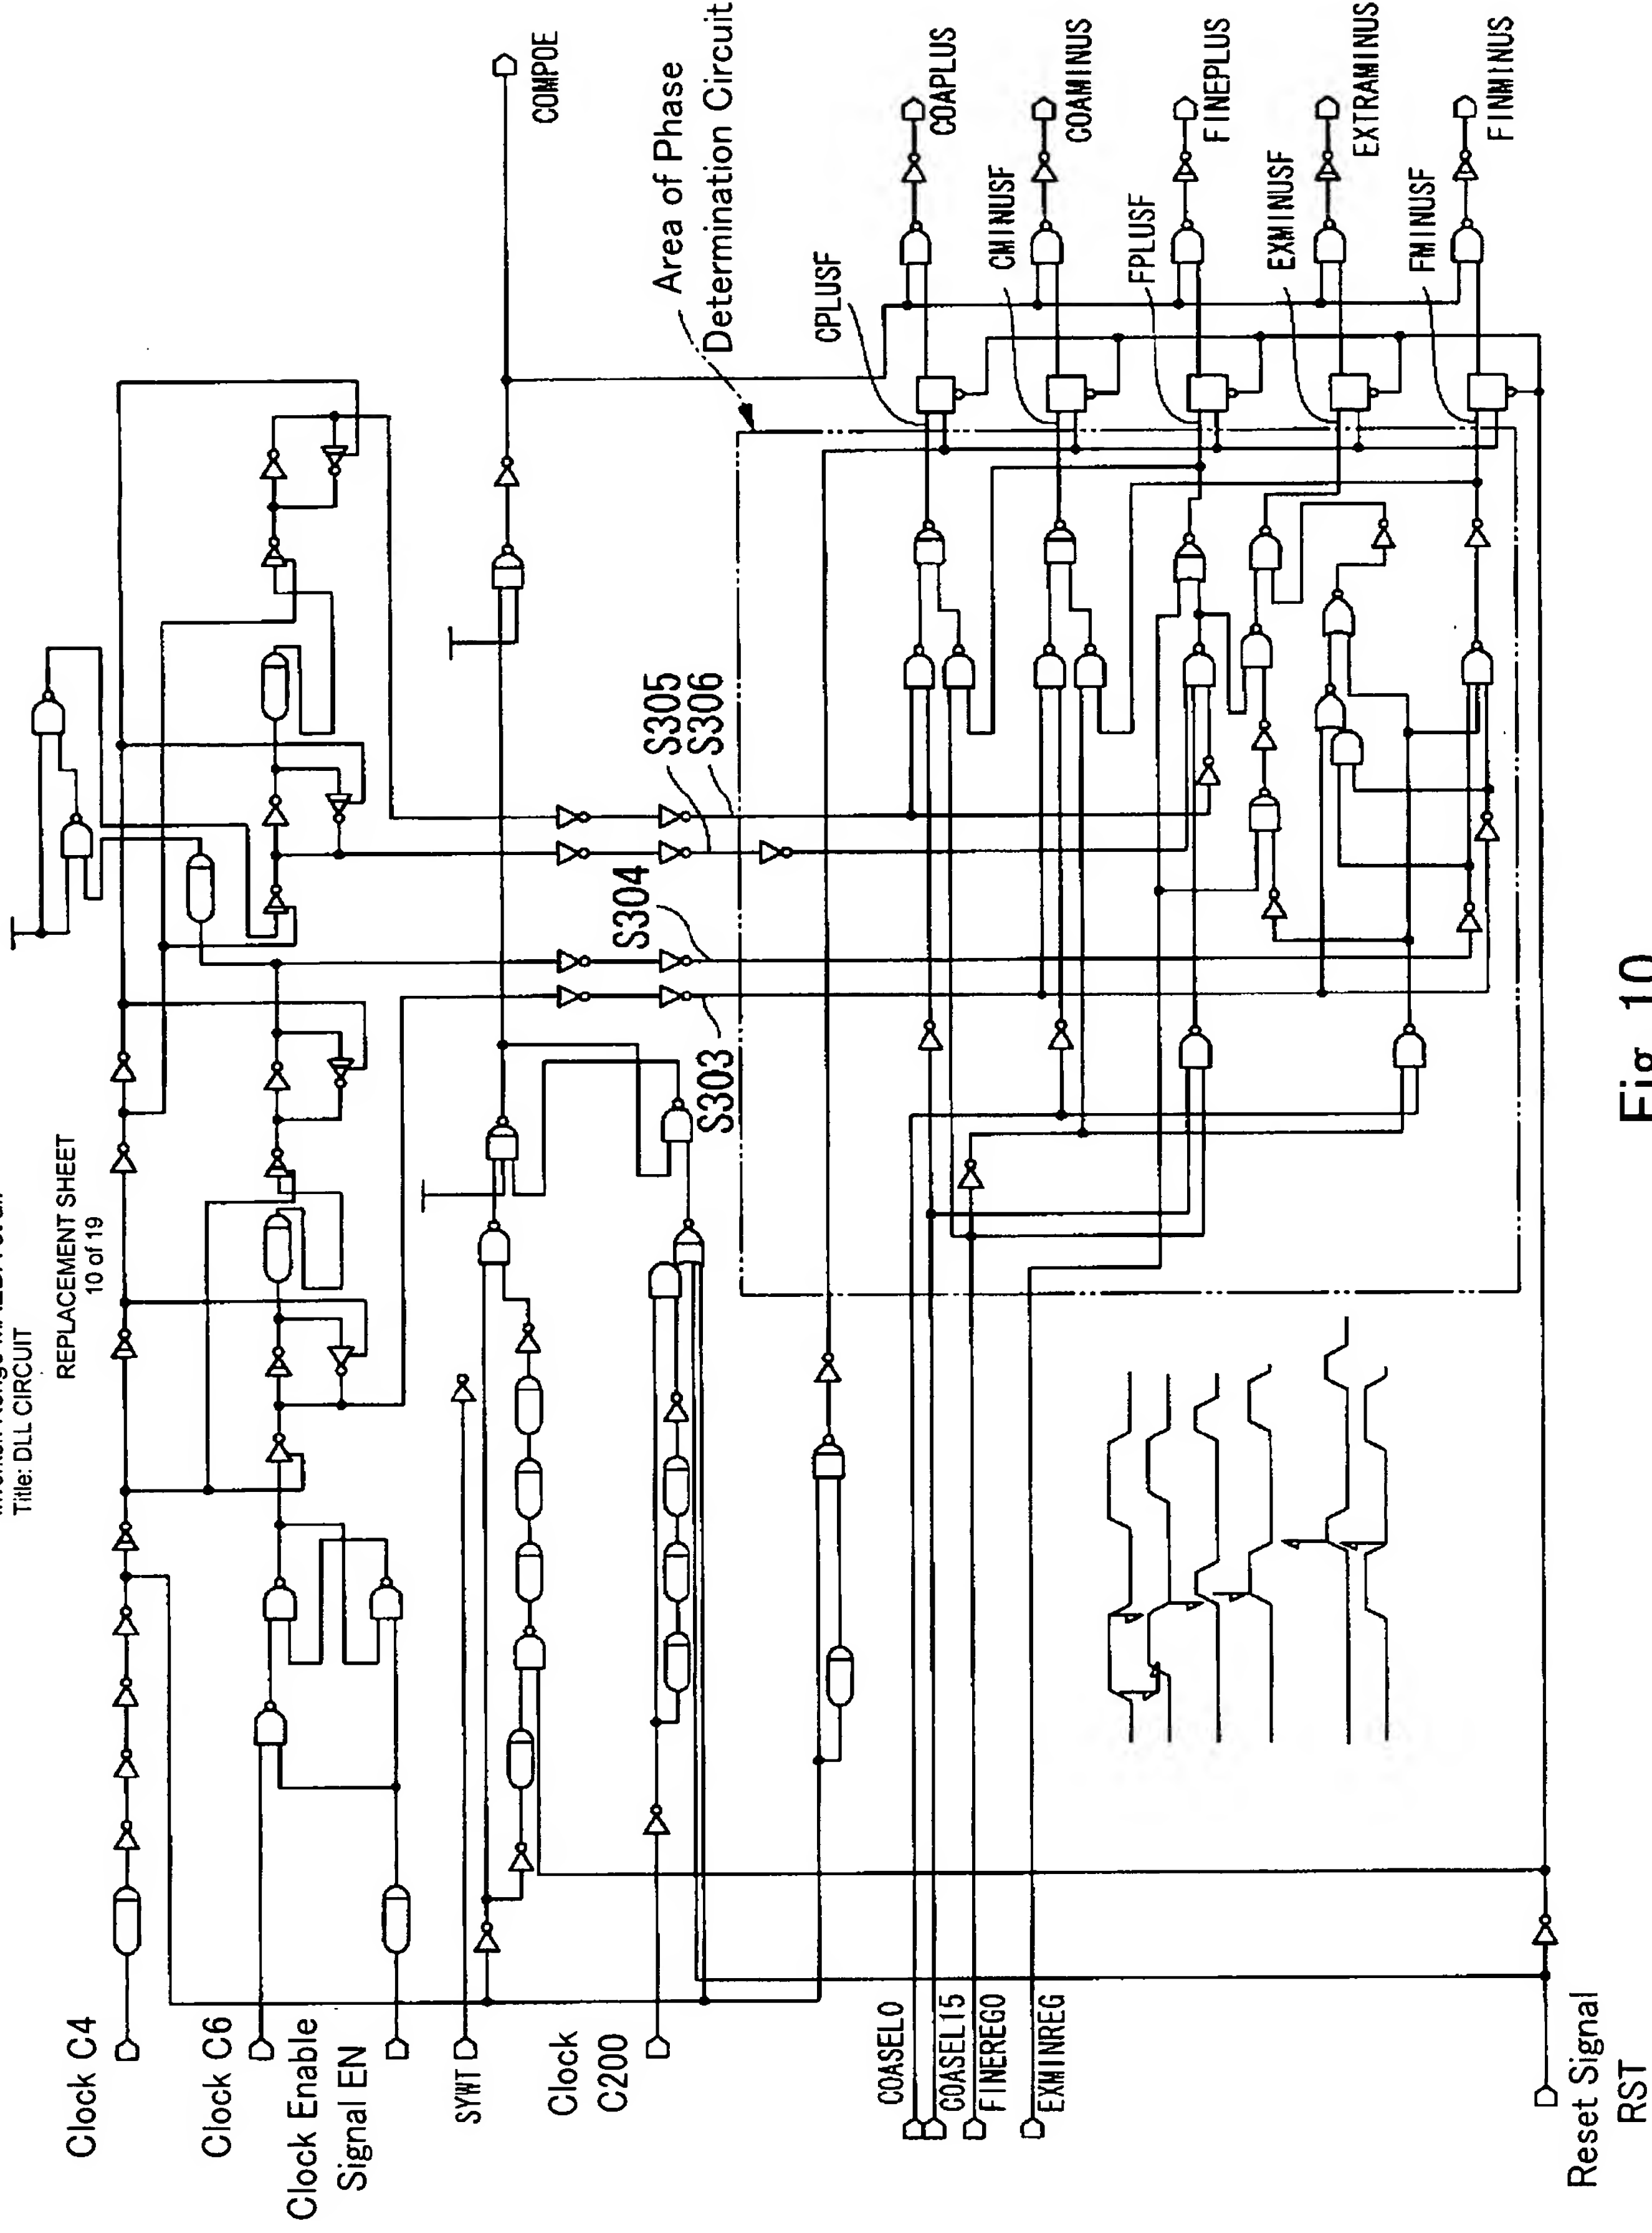 Title: DLL CIRCUIT
REPLACEMENT SHEET
10 of 19
Clock C4
Clock C6
Clock Enable
Signal EN
SYWT
Clock
C200
COASEL0
COASEL15
FINEREG0
EXMINREG
Reset Signal
RST
S303
S304
S305
S306
Area of Phase
Determination Circuit
CPLUSF
CMINUSF
FPLUSF
EXMINUSF
FMINUSF
COMPOE
COAPLUS
COAMINUS
FINEPLUS
EXTRAMINUS
FINMINUS
Fig. 10